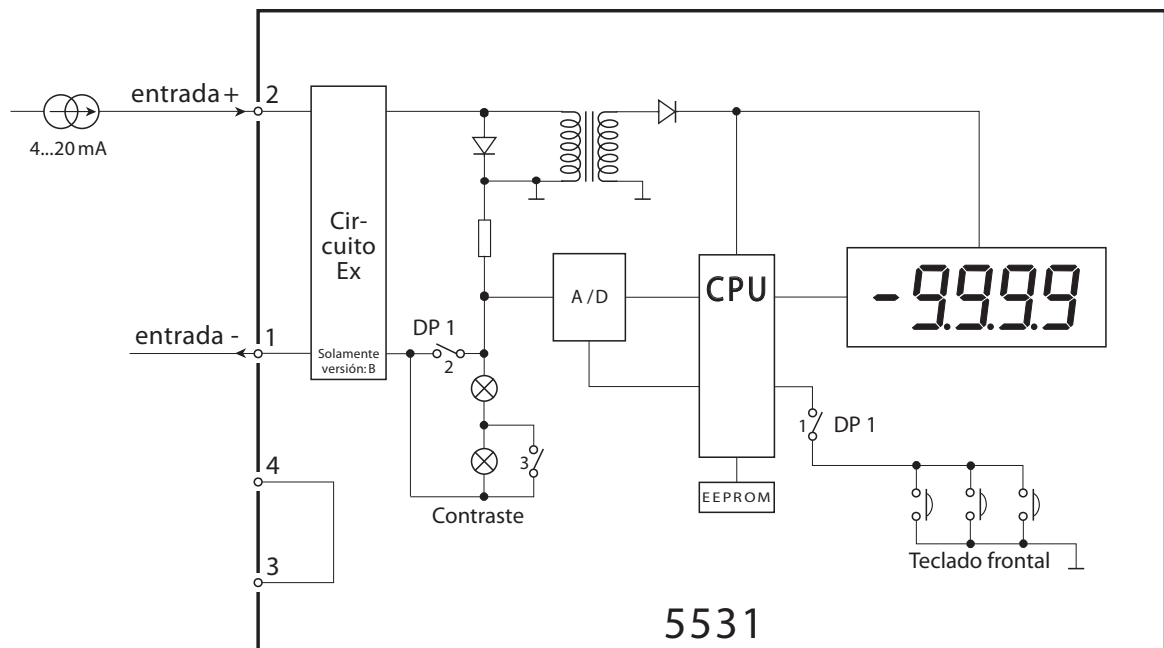 entrada +
2
4...20 mA
Cir-
cuito
Ex
Solamente
versión: B
entrada -
1
DP 1
2
A / D
CPU
-9.9.9.9
1
DP 1
3
4
EEPROM
Contraste
3
Teclado frontal
5531